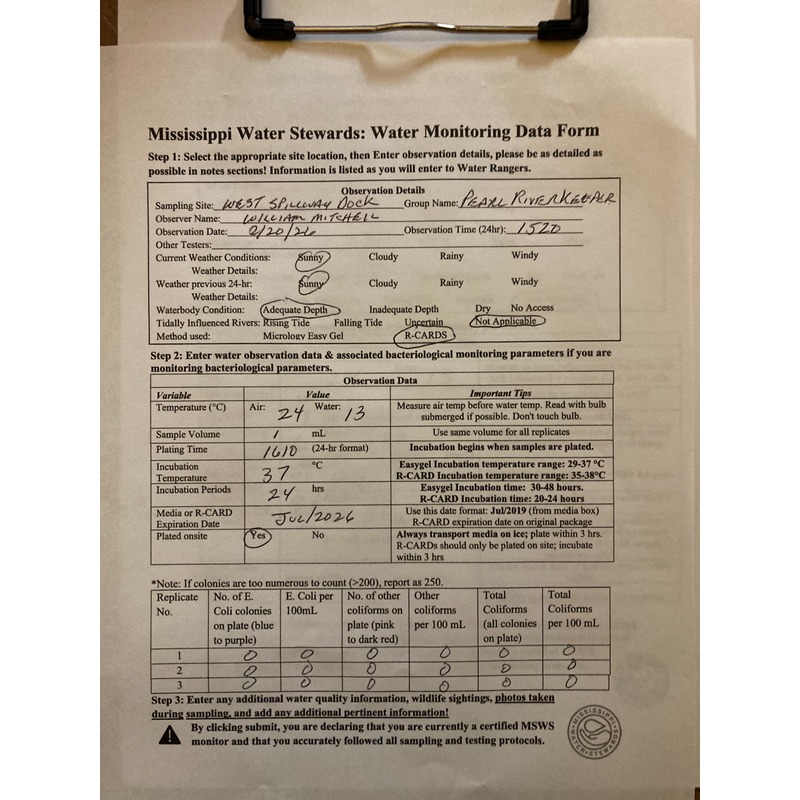 Mississippi Water Stewards: Water Monitoring Data Form
Step 1: Select the appropriate site location, then Enter observation details, please be as detailed as
possible in notes sections! Information is listed as you will enter to Water Rangers.
Observation Details
Sampling Site: WEST SPILLWAY DOCK Group Name: PEARL RIVERKEEPER
Observer Name: WILLIAM MITCHELL
Observation Date: 2/20/26 Observation Time (24hr): 1520
Other Testers:
Current Weather Conditions: Sunny Cloudy Rainy Windy
Weather Details:
Weather previous 24-hr: Sunny Cloudy Rainy Windy
Weather Details:
Waterbody Condition: Adequate Depth Inadequate Depth Dry No Access
Tidally Influenced Rivers: Rising Tide Falling Tide Uncertain Not Applicable
Method used: Micrology Easy Gel R-CARDS
Step 2: Enter water observation data & associated bacteriological monitoring parameters if you are
monitoring bacteriological parameters.
Observation Data
Variable Value Important Tips
Temperature (°C) Air: 24 Water: 13 Measure air temp before water temp. Read with bulb
submerged if possible. Don't touch bulb.
Sample Volume 1 mL Use same volume for all replicates
Plating Time 1610 (24-hr format) Incubation begins when samples are plated.
Incubation 37 °C Easygel Incubation temperature range: 29-37 °C
Temperature R-CARD Incubation temperature range: 35-38°C
Incubation Periods 24 hrs Easygel Incubation time: 30-48 hours.
R-CARD Incubation time: 20-24 hours
Media or R-CARD JUL/2026 Use this date format: Jul/2019 (from media box)
Expiration Date R-CARD expiration date on original package
Plated onsite Yes No Always transport media on ice; plate within 3 hrs.
R-CARDs should only be plated on site; incubate
within 3 hrs
*Note: If colonies are too numerous to count (>200), report as 250.
Replicate No. of E. E. Coli per No. of other Other Total Total
No. Coli colonies 100mL coliforms on coliforms Coliforms Coliforms
on plate (blue plate (pink per 100 mL (all colonies per 100 mL
to purple) to dark red) on plate)
1 0 0 0 0 0 0
2 0 0 0 0 0 0
3 0 0 0 0 0 0
Step 3: Enter any additional water quality information, wildlife sightings, photos taken
during sampling, and add any additional pertinent information!
By clicking submit, you are declaring that you are currently a certified MSWS
monitor and that you accurately followed all sampling and testing protocols.
MISSISSIPPI WATER STEWARDS